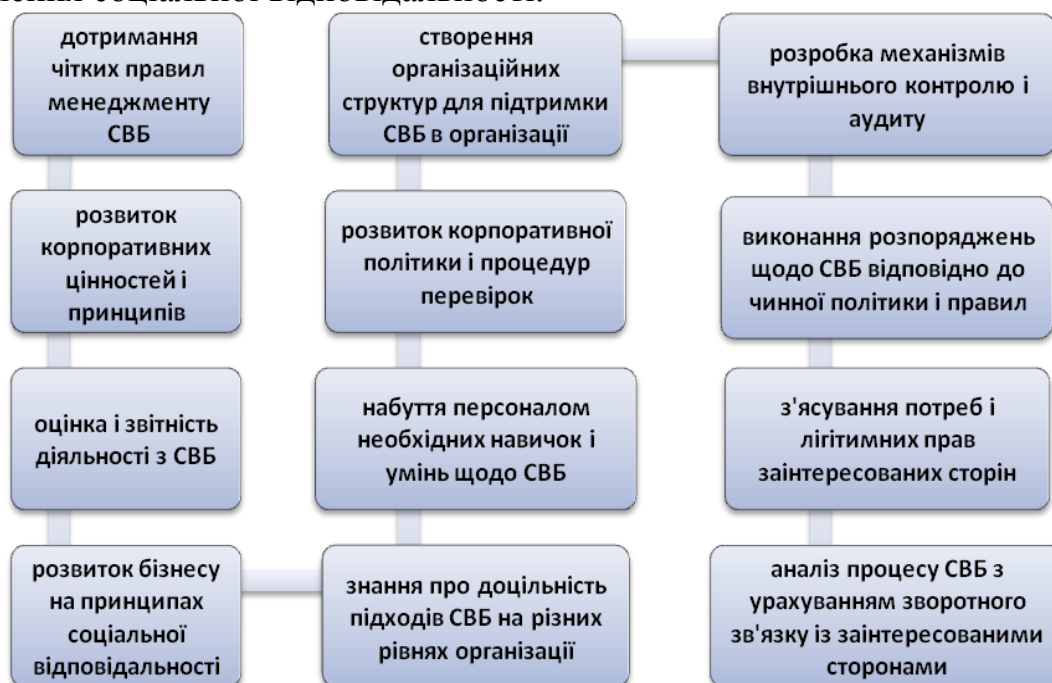 соціальної відповідальності.
дотримання
чітких правил
менеджменту
СВБ
розвиток
корпоративних
цінностей і
принципів
оцінка і звітність
діяльності з СВБ
розвиток бізнесу
на принципах
соціальної
відповідальності
знання про доцільність
підходів СВБ на різних
рівнях організації
набуття персоналом
необхідних навичок і
умінь щодо СВБ
розвиток корпоративної
політики і процедур
перевірок
створення
організаційних
структур для підтримки
СВБ в організації
розробка механізмів
внутрішнього контролю і
аудиту
виконання розпоряджень
щодо СВБ відповідно до
чинної політики і правил
з'ясування потреб і
лігітимних прав
заінтересованих сторін
аналіз процесу СВБ з
урахуванням зворотного
зв'язку із заінтересованими
сторонами